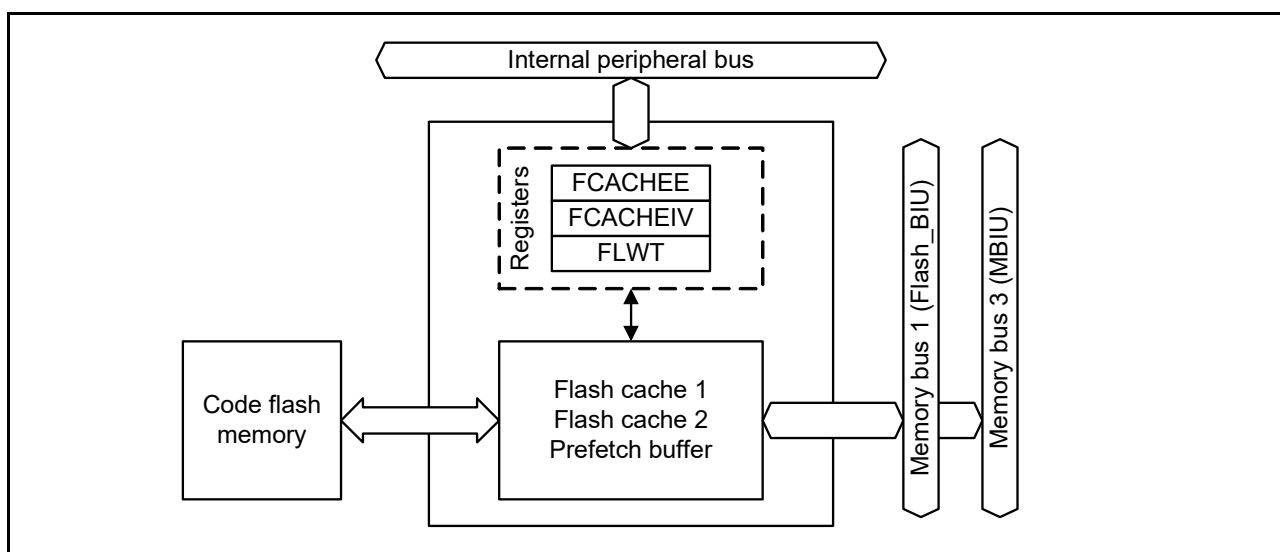 Internal peripheral bus
Registers
FCACHEE
FCACHEIV
FLWT
Code flash
memory
Flash cache 1
Flash cache 2
Prefetch buffer
Memory bus 1 (Flash_BIU)
Memory bus 3 (MBIU)